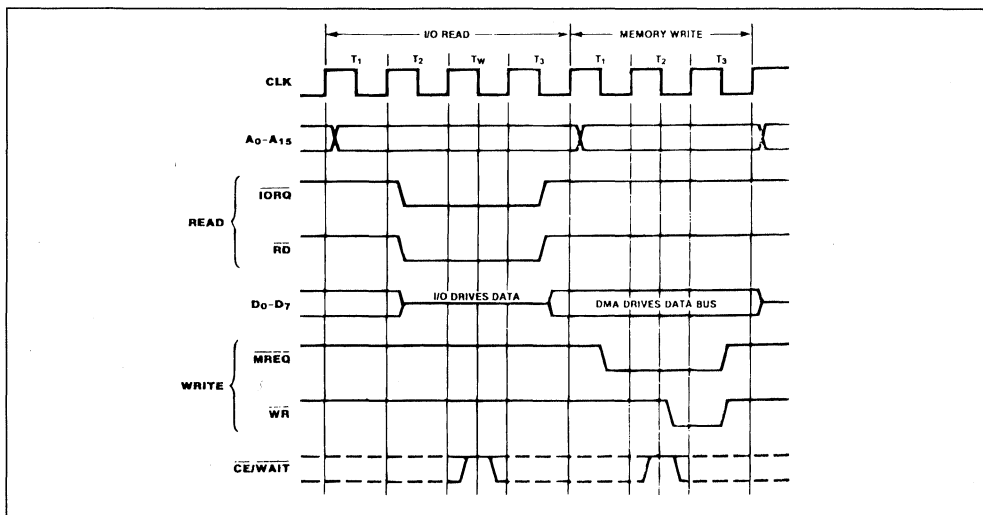 I/O READ MEMORY WRITE
T1 T2 TW T3 T1 T2 T3
CLK
A0-A15
IORQ
READ
RD
D0-D7 I/O DRIVES DATA DMA DRIVES DATA BUS
MREQ
WRITE
WR
CE/WAIT